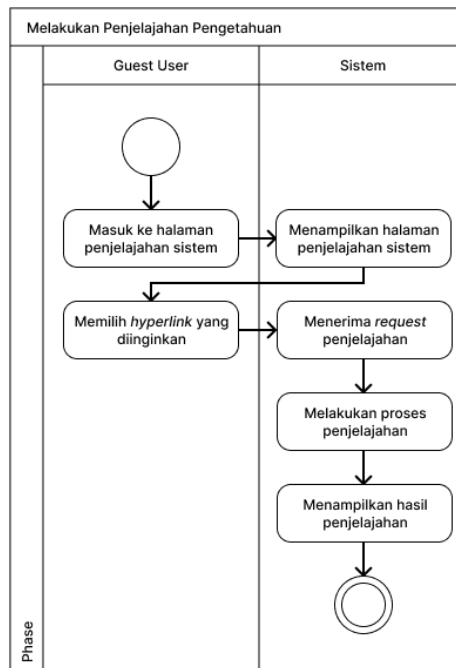 Melakukan Penjelajahan Pengetahuan
Guest User
Sistem
Masuk ke halaman
penjelajahan sistem
Menampilkan halaman
penjelajahan sistem
Memilih hyperlink yang
diinginkan
Menerima request
penjelajahan
Melakukan proses
penjelajahan
Menampilkan hasil
penjelajahan
Phase